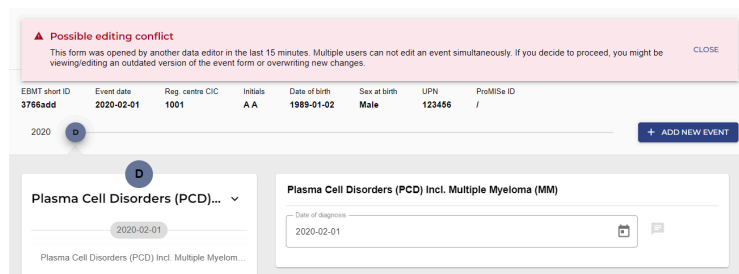 Possible editing conflict
This form was opened by another data editor in the last 15 minutes. Multiple users can not edit an event simultaneously. If you decide to proceed, you might be
viewing/editing an outdated version of the event form or overwriting new changes.
CLOSE
EBMT short ID Event date Reg. centre CIC Initials Date of birth Sex at birth UPN ProMISe ID
3766add 2020-02-01 1001 A A 1989-01-02 Male 123456 /
2020 D + ADD NEW EVENT
D
Plasma Cell Disorders (PCD)...
2020-02-01
Plasma Cell Disorders (PCD) Incl. Multiple Myelom...
Plasma Cell Disorders (PCD) Incl. Multiple Myeloma (MM)
Date of diagnosis
2020-02-01